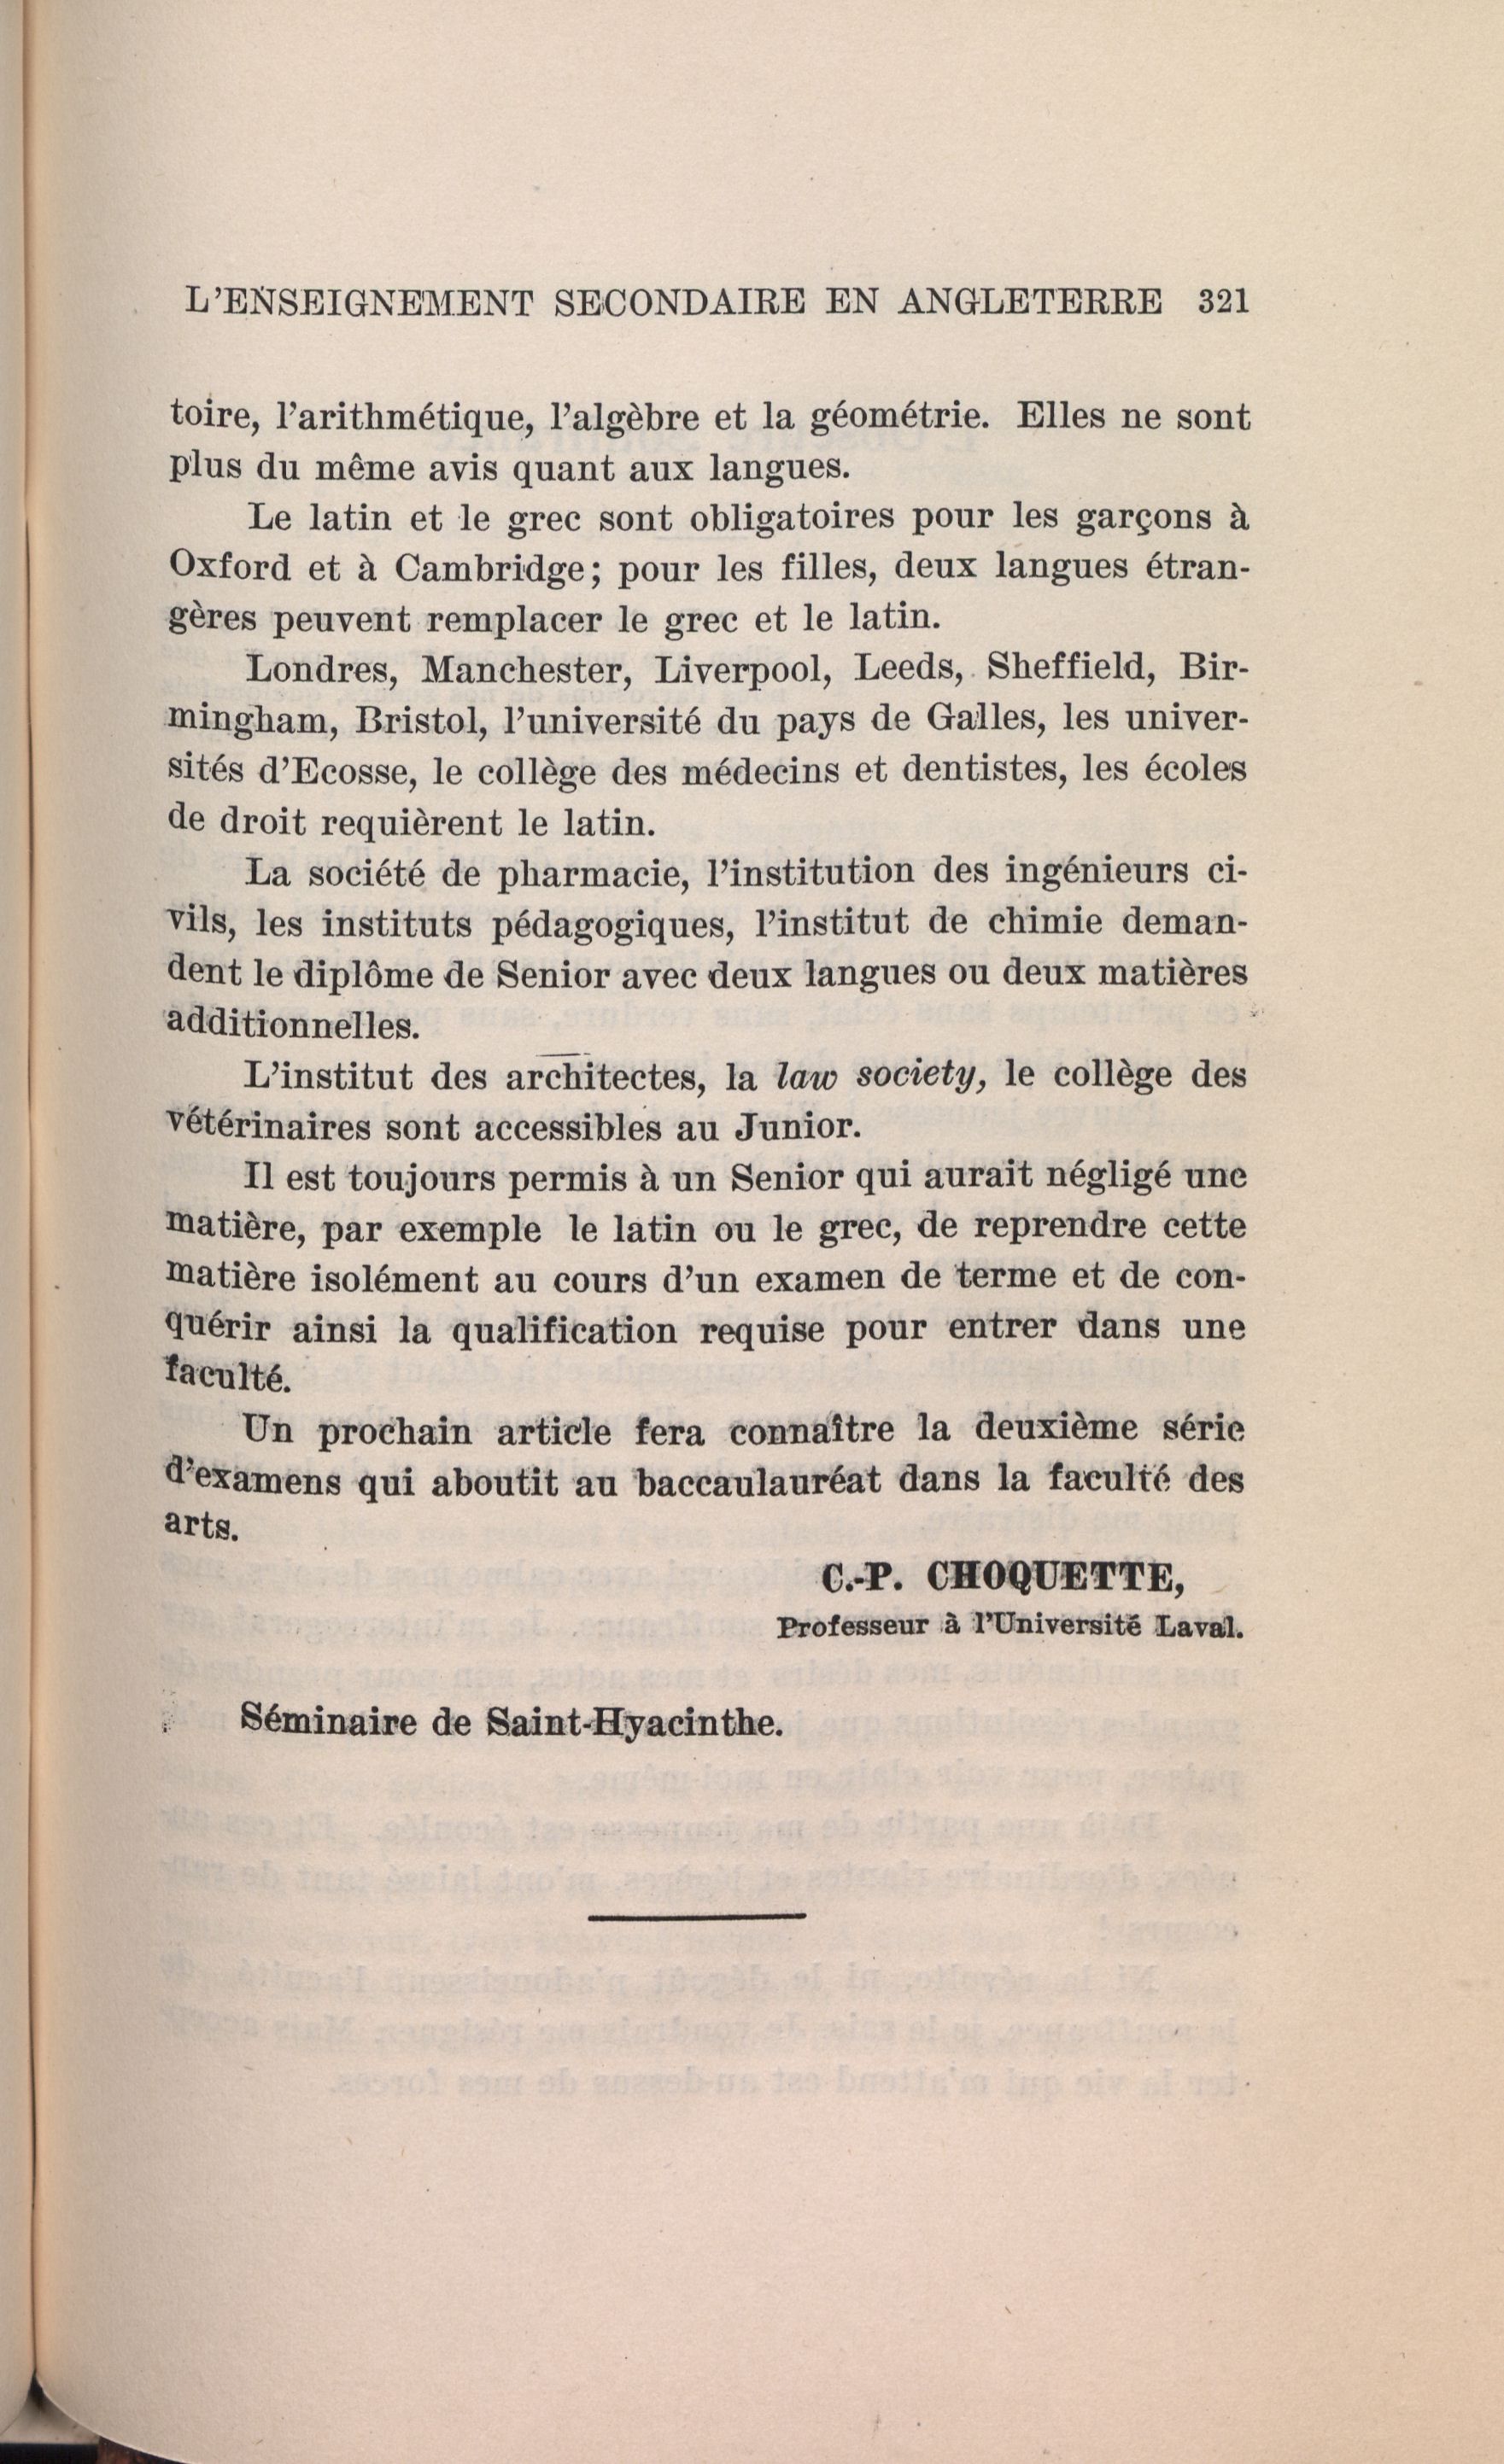 L'ENSEIGNEMENT SECONDAIRE EN ANGLETERRE 321
toire, l'arithmétique, l'algèbre et la géométrie. Elles ne sont
plus du même avis quant aux langues.
Le latin et le grec sont obligatoires pour les garçons à
Oxford et à Cambridge; pour les filles, deux langues étran-
gères peuvent remplacer le grec et le latin.
Londres, Manchester, Liverpool, Leeds, Sheffield, Bir-
mingham, Bristol, l'université du pays de Galles, les univer-
sités d'Ecosse, le collège des médecins et dentistes, les écoles
de droit requièrent le latin.
La société de pharmacie, l'institution des ingénieurs ci-
vils, les instituts pédagogiques, l'institut de chimie deman-
dent le diplôme de Senior avec deux langues ou deux matières
additionnelles.
L'institut des architectes, la law society, le collège des
vétérinaires sont accessibles au Junior.
Il est toujours permis à un Senior qui aurait négligé une
matière, par exemple le latin ou le grec, de reprendre cette
matière isolément au cours d'un examen de terme et de con-
quérir ainsi la qualification requise pour entrer dans une
faculté.
Un prochain article fera connaître la deuxième série
d'examens qui aboutit au baccaulauréat dans la faculté des
arts.
C.-P. CHOQUETTE,
Professeur à l'Université Laval.
Séminaire de Saint-Hyacinthe.